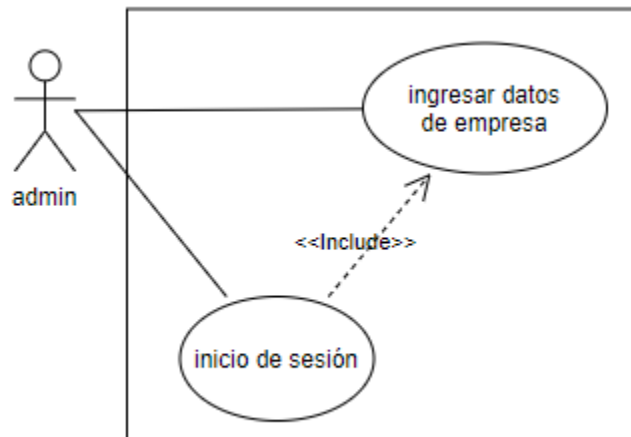 ingresar datos
de empresa
admin
<<Include>>
inicio de sesión